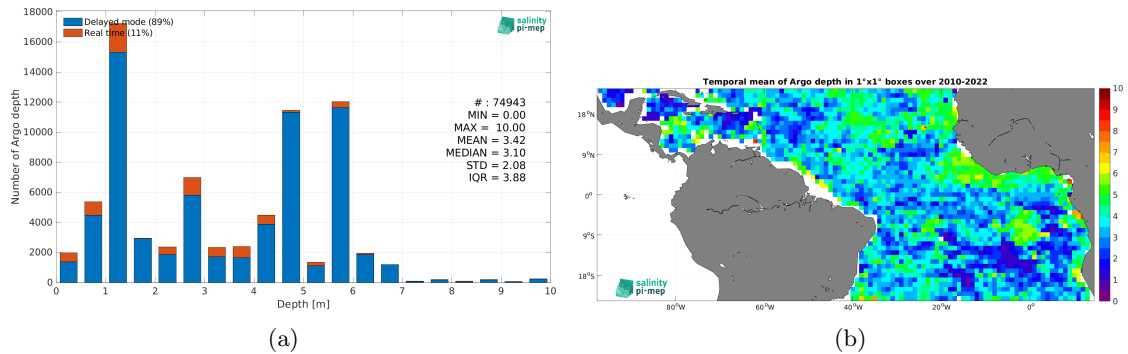 Delayed mode (89%)
Real time (11%)
salinity
pi-mep
18000
16000
14000
12000
10000
8000
6000
4000
2000
0
Number of Argo depth
# : 74943
MIN = 0.00
MAX = 10.00
MEAN = 3.42
MEDIAN = 3.10
STD = 2.08
IQR = 3.88
0 1 2 3 4 5 6 7 8 9 10
Depth [m]
(a)
Temporal mean of Argo depth in 1°x1° boxes over 2010-2022
18°N
9°N
0°
9°S
18°S
salinity
pi-mep
80°W 60°W 40°W 20°W 0°
10
9
8
7
6
5
4
3
2
1
0
(b)